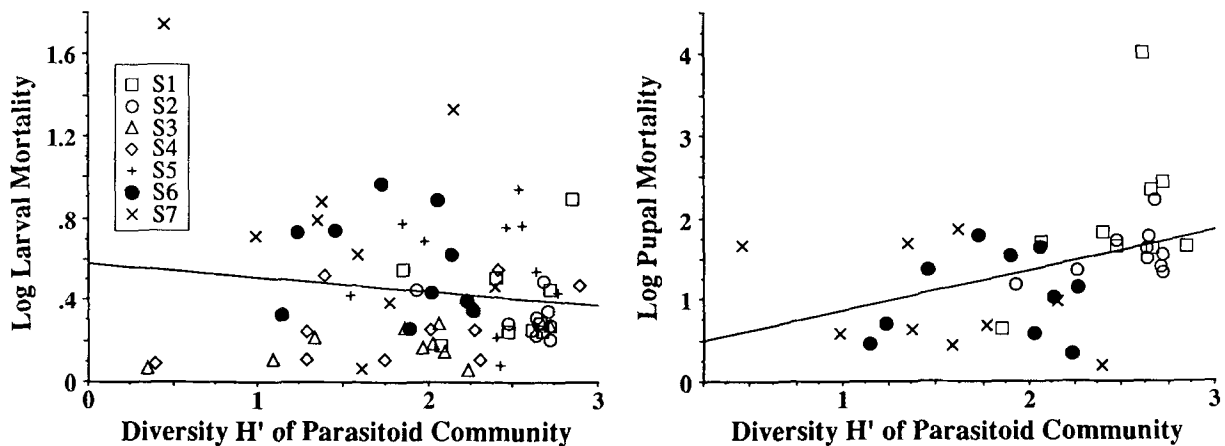 Log Larval Mortality
1.6
1.2
.8
.4
0
S1
S2
S3
S4
S5
S6
S7
0 1 2 3
Diversity H' of Parasitoid Community
Log Pupal Mortality
4
3
2
1
0
1 2 3
Diversity H' of Parasitoid Community